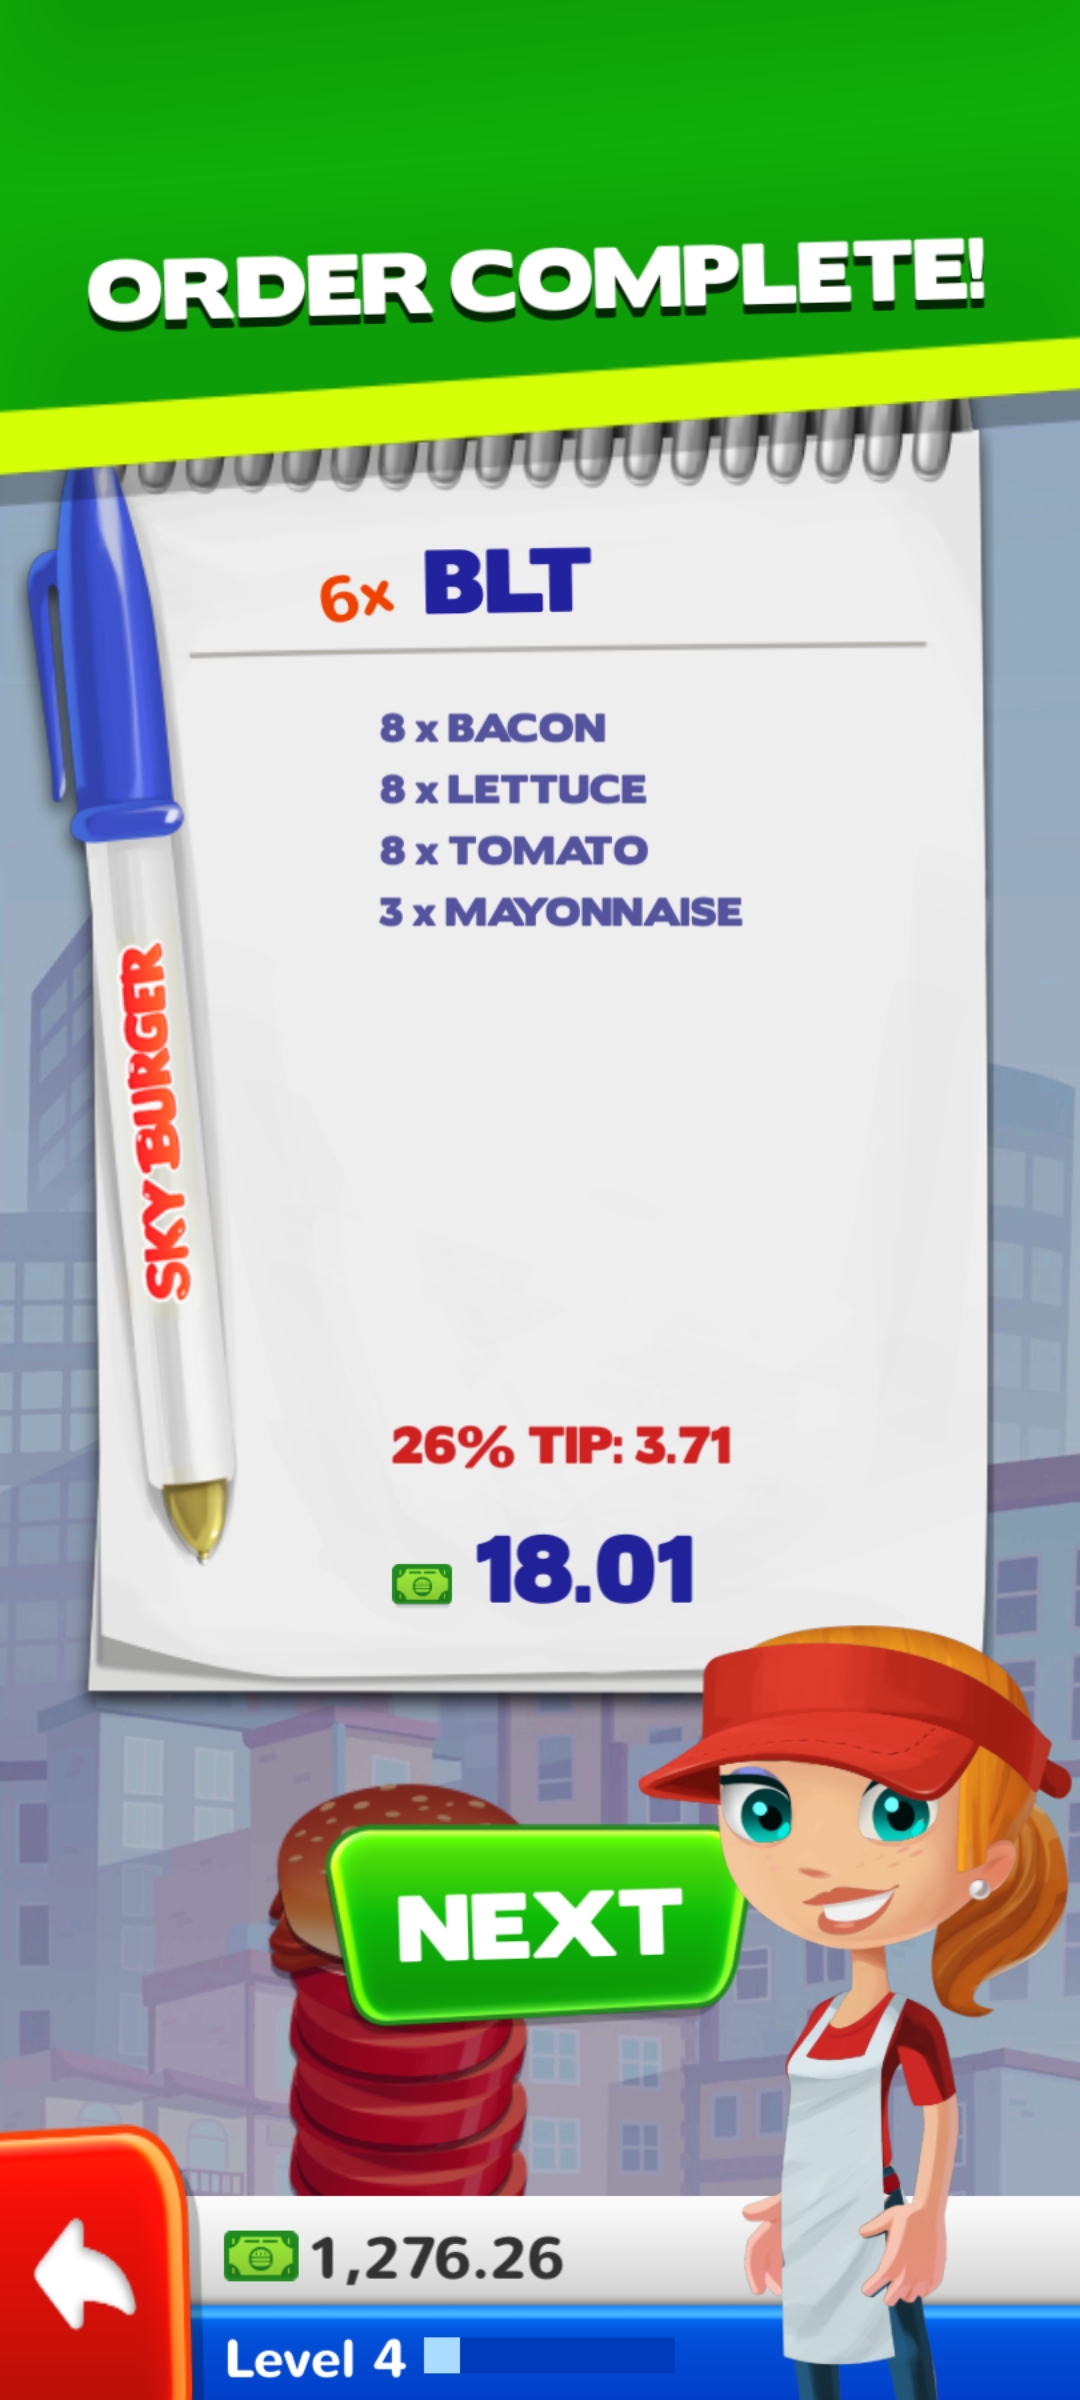 ORDER COMPLETE!
6x BLT
8 x BACON
8 x LETTUCE
8 x TOMATO
3 x MAYONNAISE
SKY BURGER
26% TIP: 3.71
18.01
NEXT
1,276.26
Level 4